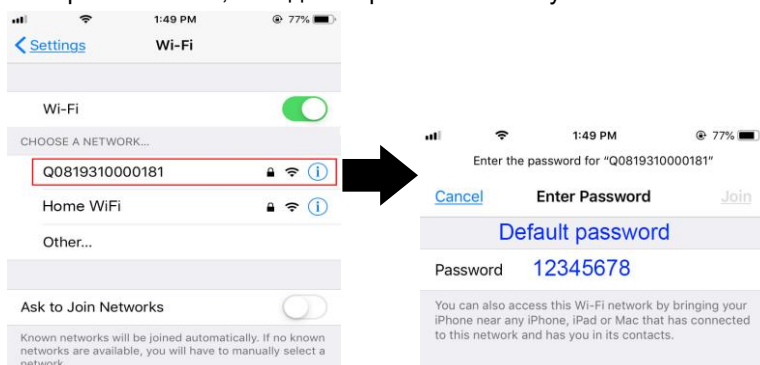 1:49 PM
77%
Settings
Wi-Fi
Wi-Fi
CHOOSE A NETWORK...
Q0819310000181
Home WiFi
Other...
Ask to Join Networks
Known networks will be joined automatically. If no known
networks are available, you will have to manually select a
network.
1:49 PM
77%
Enter the password for "Q0819310000181"
Cancel
Enter Password
Join
Default password
Password 12345678
You can also access this Wi-Fi network by bringing your
iPhone near any iPhone, iPad or Mac that has connected
to this network and has you in its contacts.